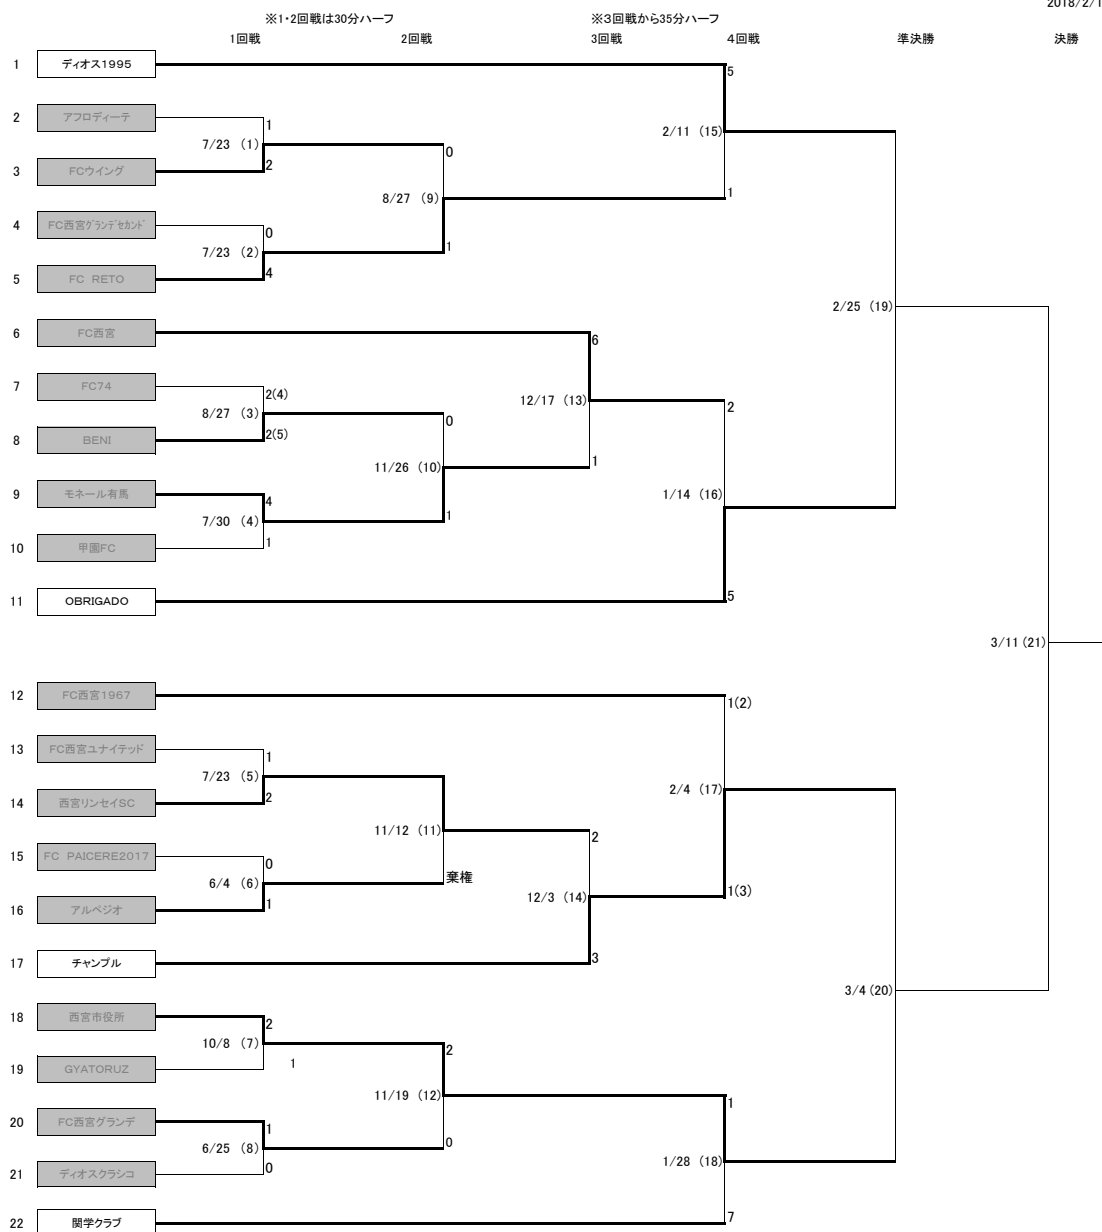 2018/2/1
※1・2回戦は30分ハーフ
※3回戦から35分ハーフ
1回戦 2回戦 3回戦 4回戦 準決勝 決勝
1 ディオス1995
5
2 アフロディーテ
1
2/11 (15)
7/23 (1)
0
3 FCウイング
2
8/27 (9)
1
4 FC西宮グランデセカンド
0
7/23 (2)
1
5 FC RETO
4
2/25 (19)
6 FC西宮
6
7 FC74
2(4)
12/17 (13)
2
8/27 (3)
0
8 BENI
2(5)
11/26 (10)
1
9 モネール有馬
4
1/14 (16)
7/30 (4)
1
10 甲園FC
1
11 OBRIGADO
5
3/11 (21)
12 FC西宮1967
1(2)
13 FC西宮ユナイテッド
1
7/23 (5)
2/4 (17)
14 西宮リンセイSC
2
11/12 (11)
2
15 FC PAICERE2017
0
6/4 (6)
棄権
12/3 (14)
1(3)
16 アルペジオ
1
17 チャンプル
3
3/4 (20)
18 西宮市役所
2
10/8 (7)
2
19 GYATORUZ
1
11/19 (12)
1
20 FC西宮グランデ
1
6/25 (8)
0
1/28 (18)
21 ディオスクラシコ
0
22 関学クラブ
7